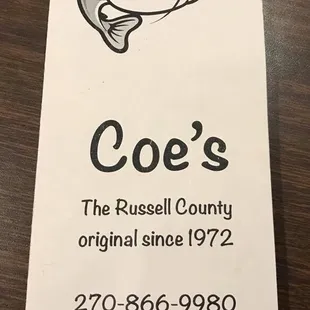 Coe's
The Russell County
original since 1972
270-866-9980